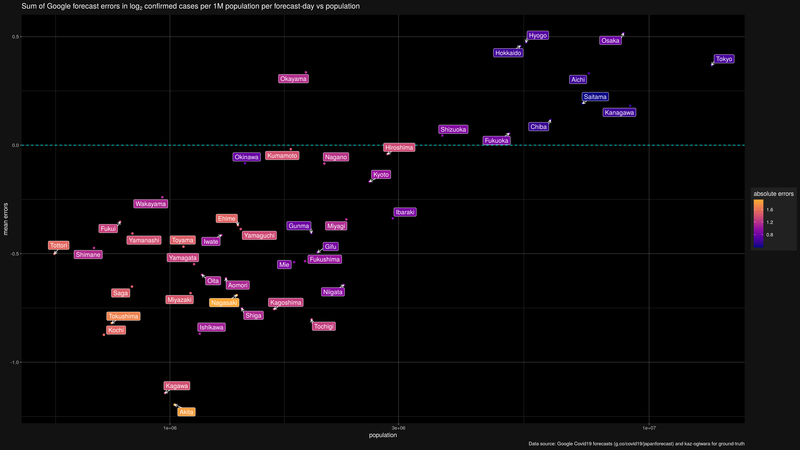 Sum of Google forecast errors in log2 confirmed cases per 1M population per forecast-day vs population
0.5
0.0
-0.5
-1.0
mean errors
Hyogo
Osaka
Hokkaido
Tokyo
Aichi
Okayama
Saitama
Kanagawa
Chiba
Shizuoka
Fukuoka
Hiroshima
Okinawa
Kumamoto
Nagano
Kyoto
Wakayama
Ibaraki
Ehime
Fukui
Gunma
Miyagi
Yamanashi
Toyama
Iwate
Yamaguchi
Tottori
Gifu
Shimane
Yamagata
Fukushima
Mie
Oita
Aomori
Saga
Niigata
Miyazaki
Nagasaki
Kagoshima
Tokushima
Shiga
Kochi
Ishikawa
Tochigi
Kagawa
Akita
absolute errors
1.6
1.2
0.8
1e+06
3e+06
1e+07
population
Data source: Google Covid19 forecasts (g.co/covid19/japanforecast) and kaz-ogiwara for ground-truth